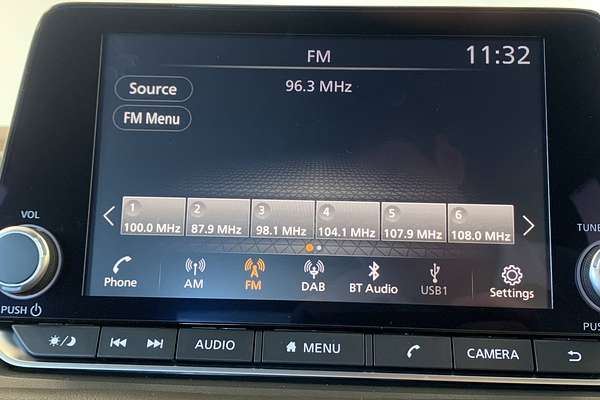 FM
11:32
Source
96.3 MHz
FM Menu
1 2 3 4 5 6
100.0 MHz 87.9 MHz 98.1 MHz 104.1 MHz 107.9 MHz 108.0 MHz
VOL
TUNE
Phone AM FM DAB BT Audio USB1 Settings
PUSH
PUS
AUDIO MENU CAMERA